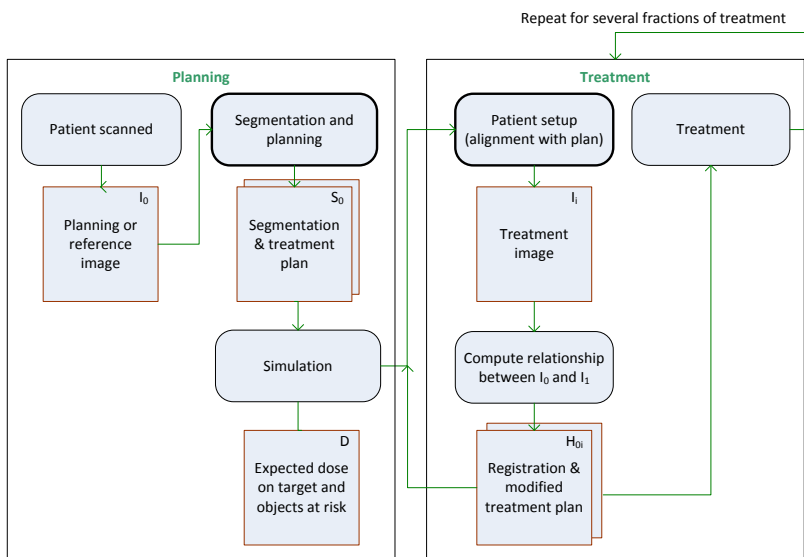 Repeat for several fractions of treatment
Planning
Patient scanned
Segmentation and
planning
I₀
Planning or
reference
image
S₀
Segmentation
& treatment
plan
Simulation
D
Expected dose
on target and
objects at risk
Treatment
Patient setup
(alignment with plan)
Treatment
Iᵢ
Treatment
image
Compute relationship
between I₀ and I₁
H₀ᵢ
Registration &
modified
treatment plan